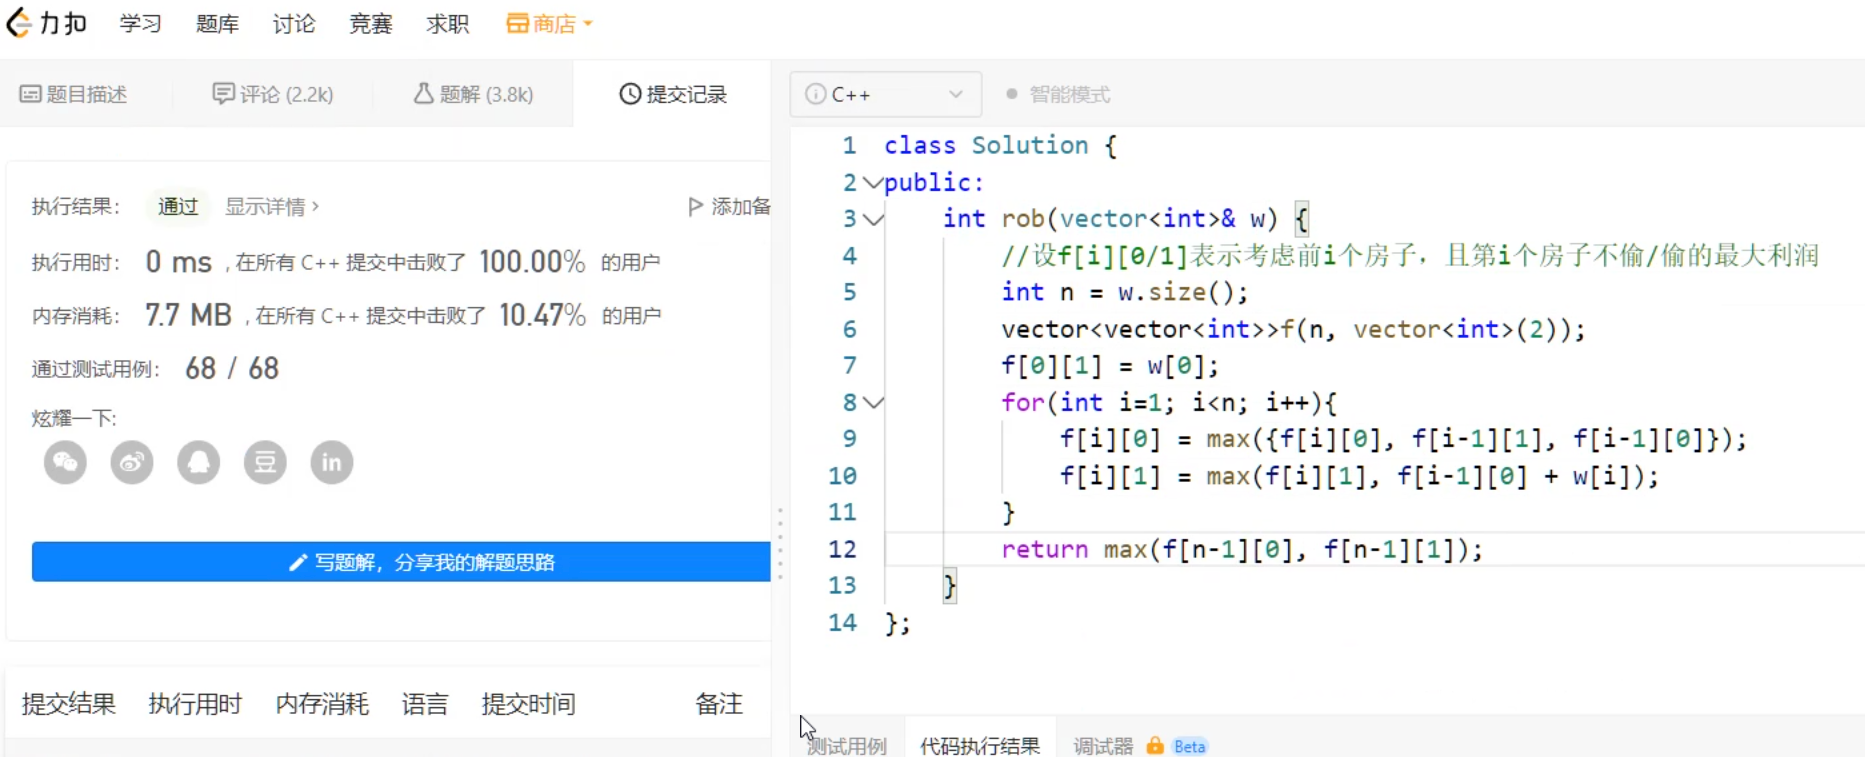 力扣 学习 题库 讨论 竞赛 求职 商店
题目描述 评论 (2.2k) 题解 (3.8k) 提交记录
执行结果： 通过 显示详情 > 添加备
执行用时： 0 ms , 在所有 C++ 提交中击败了 100.00% 的用户
内存消耗： 7.7 MB , 在所有 C++ 提交中击败了 10.47% 的用户
通过测试用例： 68 / 68
炫耀一下:
豆 in
写题解，分享我的解题思路
提交结果 执行用时 内存消耗 语言 提交时间 备注
C++ 智能模式
1 class Solution {
2 public:
3 int rob(vector<int>& w) {
4 //设f[i][0/1]表示考虑前i个房子，且第i个房子不偷/偷的最大利润
5 int n = w.size();
6 vector<vector<int>>f(n, vector<int>(2));
7 f[0][1] = w[0];
8 for(int i=1; i<n; i++){
9 f[i][0] = max({f[i][0], f[i-1][1], f[i-1][0]});
10 f[i][1] = max(f[i][1], f[i-1][0] + w[i]);
11 }
12 return max(f[n-1][0], f[n-1][1]);
13 }
14 };
测试用例 代码执行结果 调试器 Beta